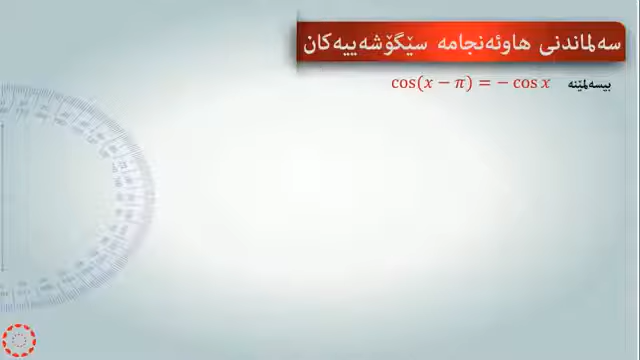 سەلماندنی هاوئەنجامە سێگۆشەییەکان
بیسەلمێنە cos(x − π) = − cos x